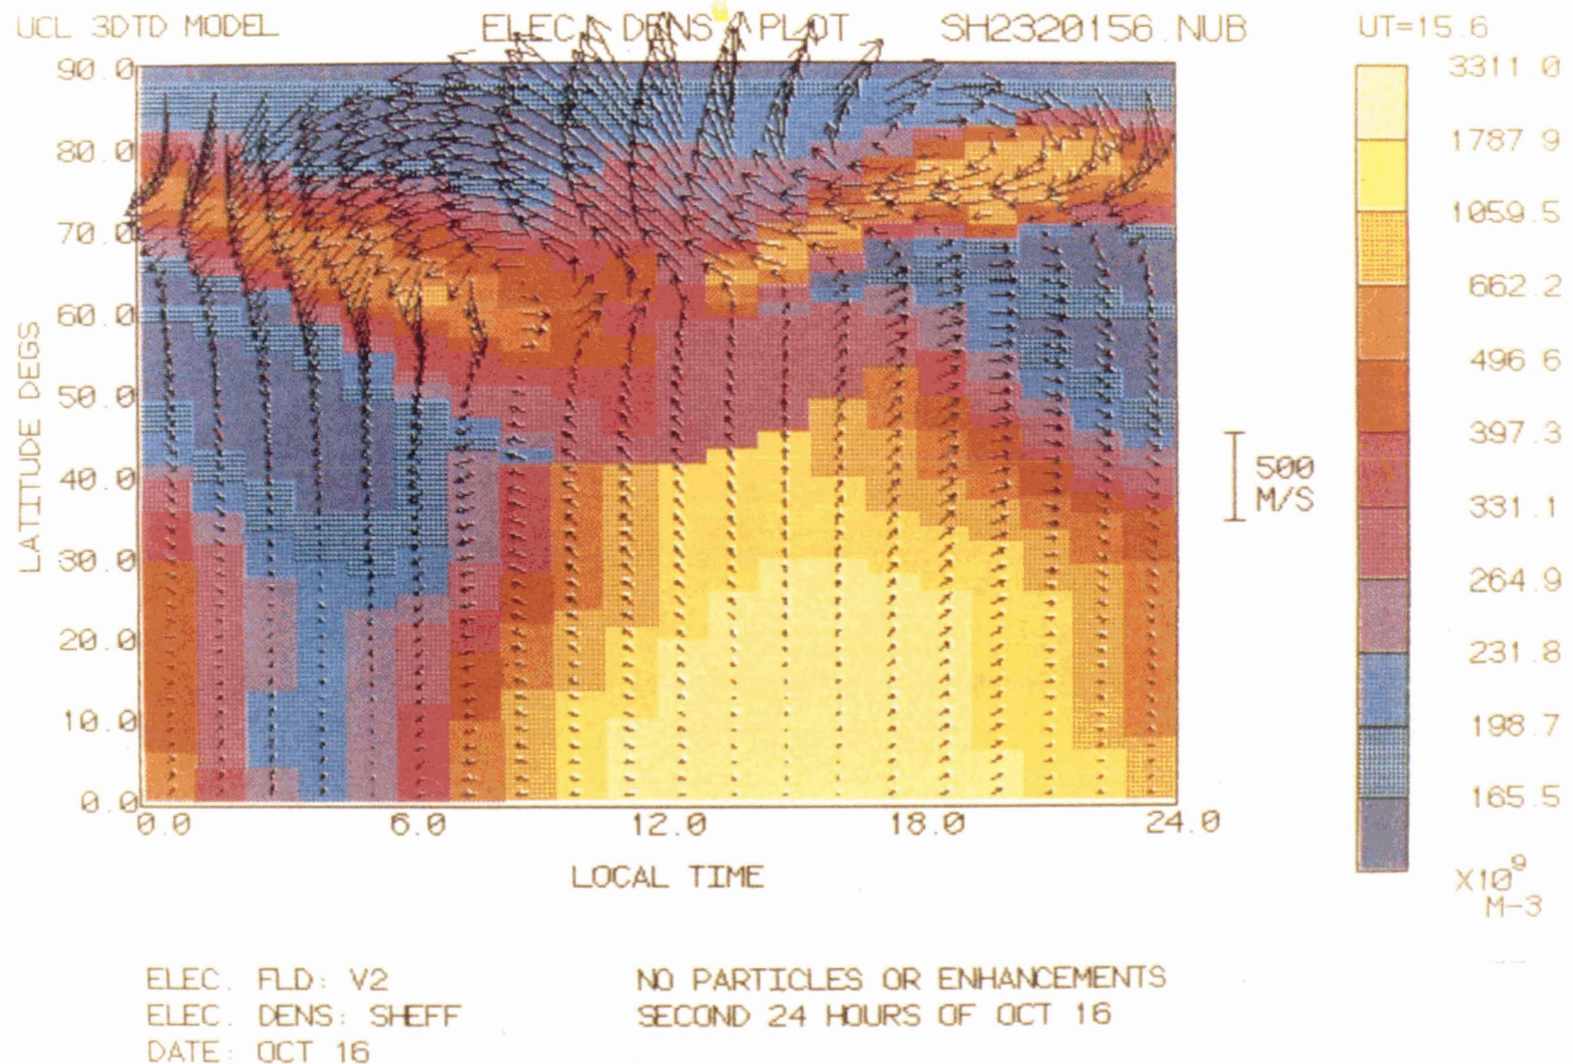 UCL 3DTD MODEL
ELEC. DENS. PLOT
SH2320156.NUB
UT=15.6
90.0
80.0
70.0
60.0
50.0
40.0
30.0
20.0
10.0
0.0
LATITUDE DEGS
0.0 6.0 12.0 18.0 24.0
LOCAL TIME
500
M/S
3311.0
1787.9
1059.5
662.2
496.6
397.3
331.1
264.9
231.8
198.7
165.5
X10⁹
M-3
ELEC. FLD: V2
ELEC. DENS: SHEFF
DATE: OCT 16
NO PARTICLES OR ENHANCEMENTS
SECOND 24 HOURS OF OCT 16